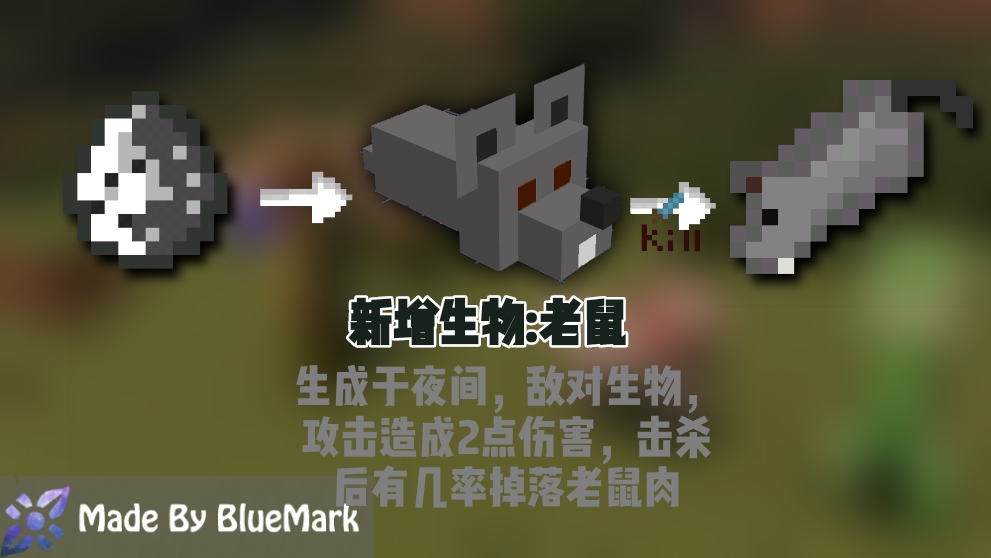 Kill
新增生物:老鼠
生成于夜间，敌对生物，
攻击造成2点伤害，击杀
后有几率掉落老鼠肉
Made By BlueMark